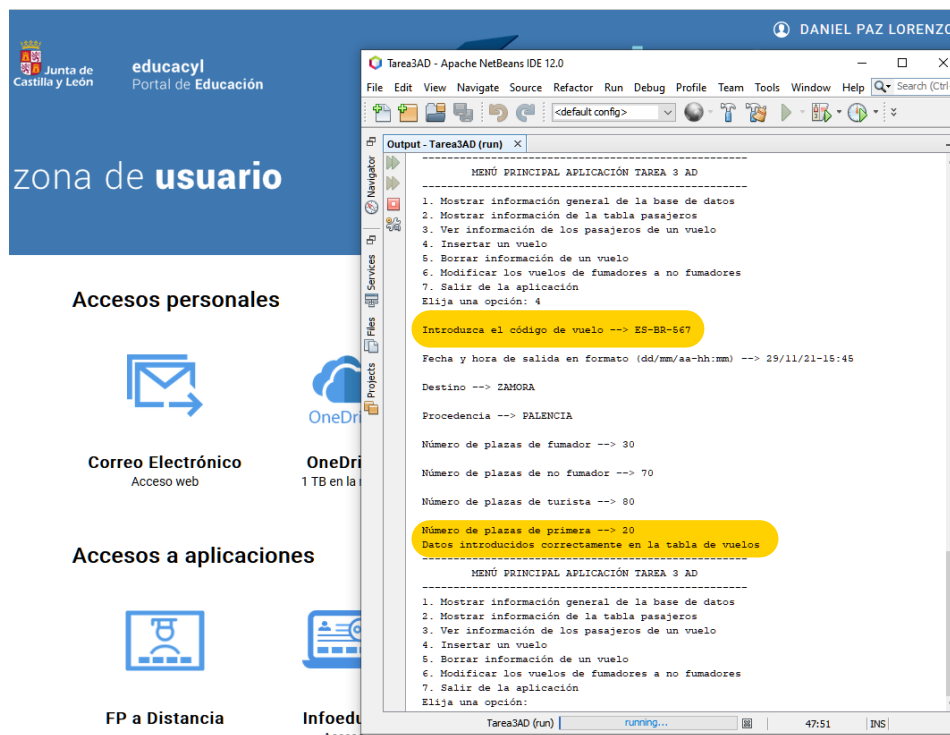 DANIEL PAZ LORENZO
Junta de
Castilla y León
educacyl
Portal de Educación
zona de usuario
Accesos personales
Correo Electrónico
Acceso web
OneDri
OneDri
1 TB en la
Accesos a aplicaciones
FP a Distancia
Infoedu
Tarea3AD - Apache NetBeans IDE 12.0
File Edit View Navigate Source Refactor Run Debug Profile Team Tools Window Help Search (Ctrl
<default config>
Output - Tarea3AD (run)
Navigator
Services
Files
Projects
MENÚ PRINCIPAL APLICACIÓN TAREA 3 AD
1. Mostrar información general de la base de datos
2. Mostrar información de la tabla pasajeros
3. Ver información de los pasajeros de un vuelo
4. Insertar un vuelo
5. Borrar información de un vuelo
6. Modificar los vuelos de fumadores a no fumadores
7. Salir de la aplicación
Elija una opción: 4
Introduzca el código de vuelo --> ES-BR-567
Fecha y hora de salida en formato (dd/mm/aa-hh:mm) --> 29/11/21-15:45
Destino --> ZAMORA
Procedencia --> PALENCIA
Número de plazas de fumador --> 30
Número de plazas de no fumador --> 70
Número de plazas de turista --> 80
Número de plazas de primera --> 20
Datos introducidos correctamente en la tabla de vuelos
MENÚ PRINCIPAL APLICACIÓN TAREA 3 AD
1. Mostrar información general de la base de datos
2. Mostrar información de la tabla pasajeros
3. Ver información de los pasajeros de un vuelo
4. Insertar un vuelo
5. Borrar información de un vuelo
6. Modificar los vuelos de fumadores a no fumadores
7. Salir de la aplicación
Elija una opción:
Tarea3AD (run) running... 47:51 INS